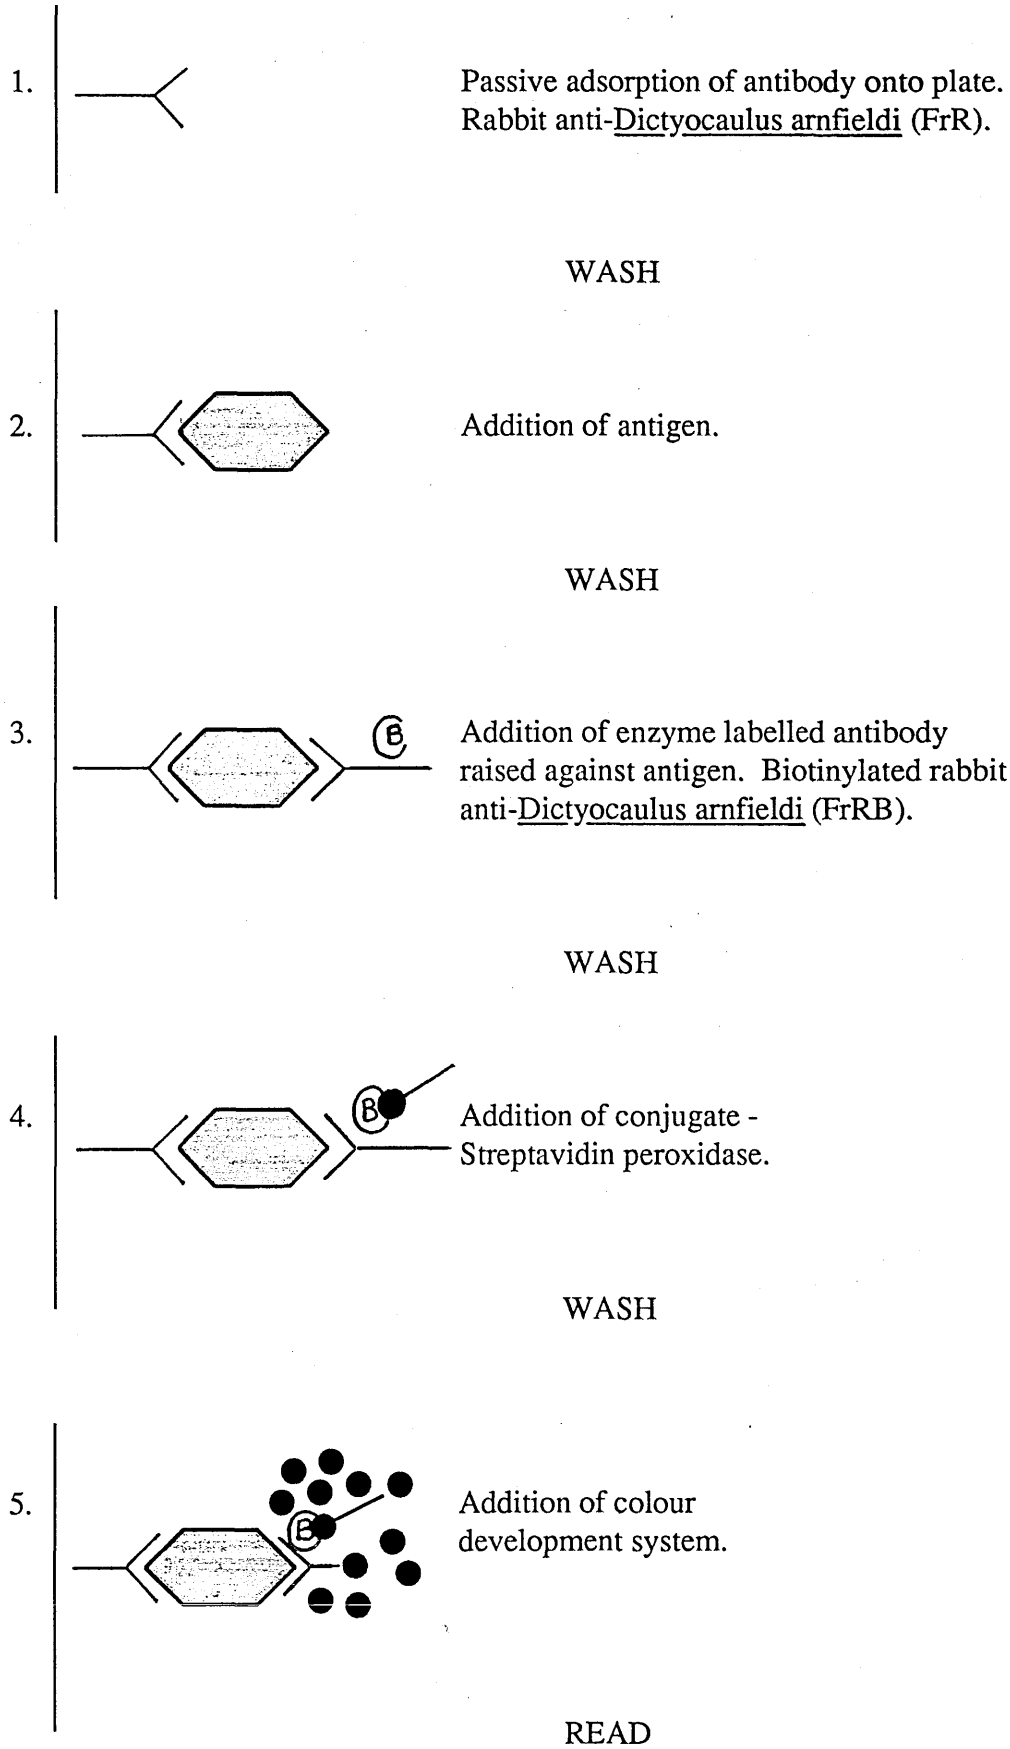 1.
Passive adsorption of antibody onto plate.
Rabbit anti-Dictyocaulus arnfieldi (FrR).
WASH
2.
Addition of antigen.
WASH
3.
B
Addition of enzyme labelled antibody
raised against antigen. Biotinylated rabbit
anti-Dictyocaulus arnfieldi (FrRB).
WASH
4.
B
Addition of conjugate -
Streptavidin peroxidase.
WASH
5.
B
Addition of colour
development system.
READ